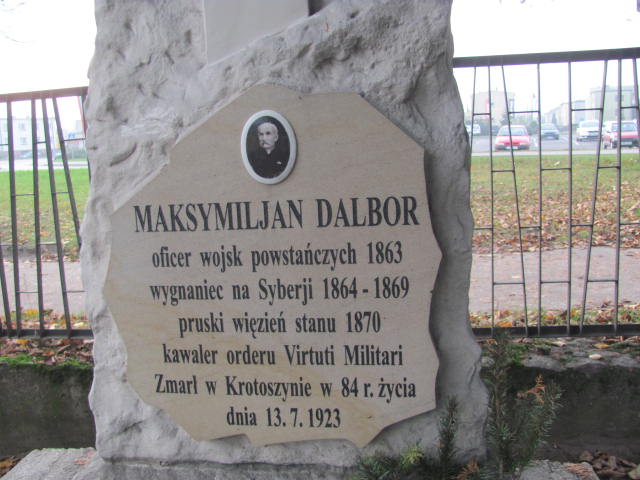 MAKSYMILJAN DALBOR
oficer wojsk powstańczych 1863
wygnaniec na Syberji 1864 - 1869
pruski więzień stanu 1870
kawaler orderu Virtuti Militari
Zmarł w Krotoszynie w 84 r. życia
dnia 13.7.1923